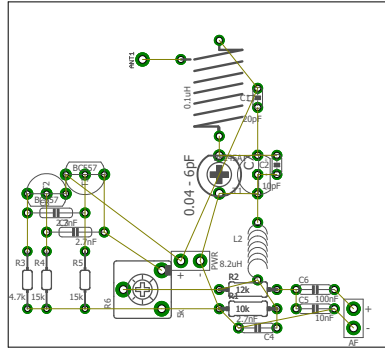 ANT1
0.1uH
C1
20pF
0.04 - 6pF
C2
10pF
BC557
BC557
2.7nF
2.7nF
L2
8.2uH
+
-
PWR
R3
R4
R5
4.7k
15k
15k
R6
5k
R2
12k
R1
10k
2.7nF
C4
C6
100nF
C5
10nF
+
-
AF